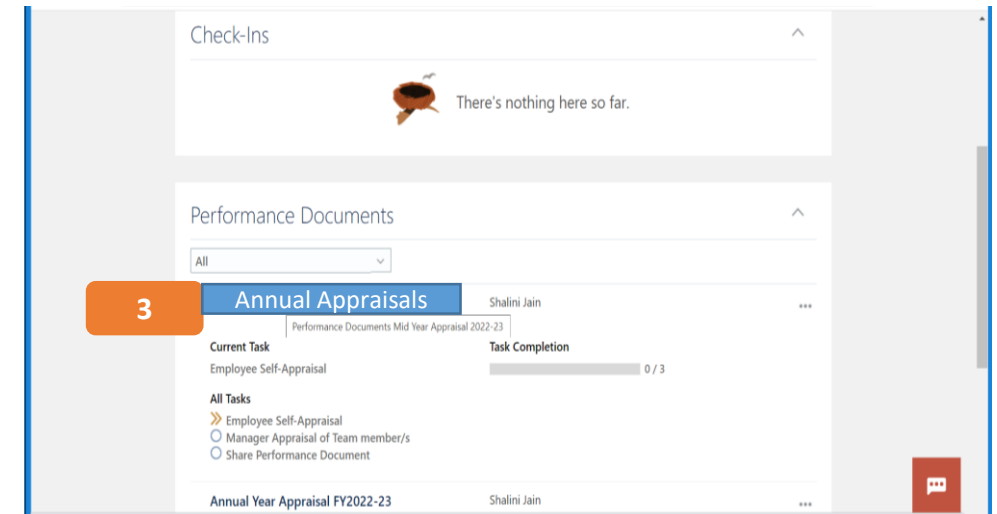 Check-Ins
There's nothing here so far.
Performance Documents
All
3
Annual Appraisals
Shalini Jain
Performance Documents Mid Year Appraisal 2022-23
Current Task
Task Completion
Employee Self-Appraisal
0 / 3
All Tasks
Employee Self-Appraisal
Manager Appraisal of Team member/s
Share Performance Document
Annual Year Appraisal FY2022-23
Shalini Jain